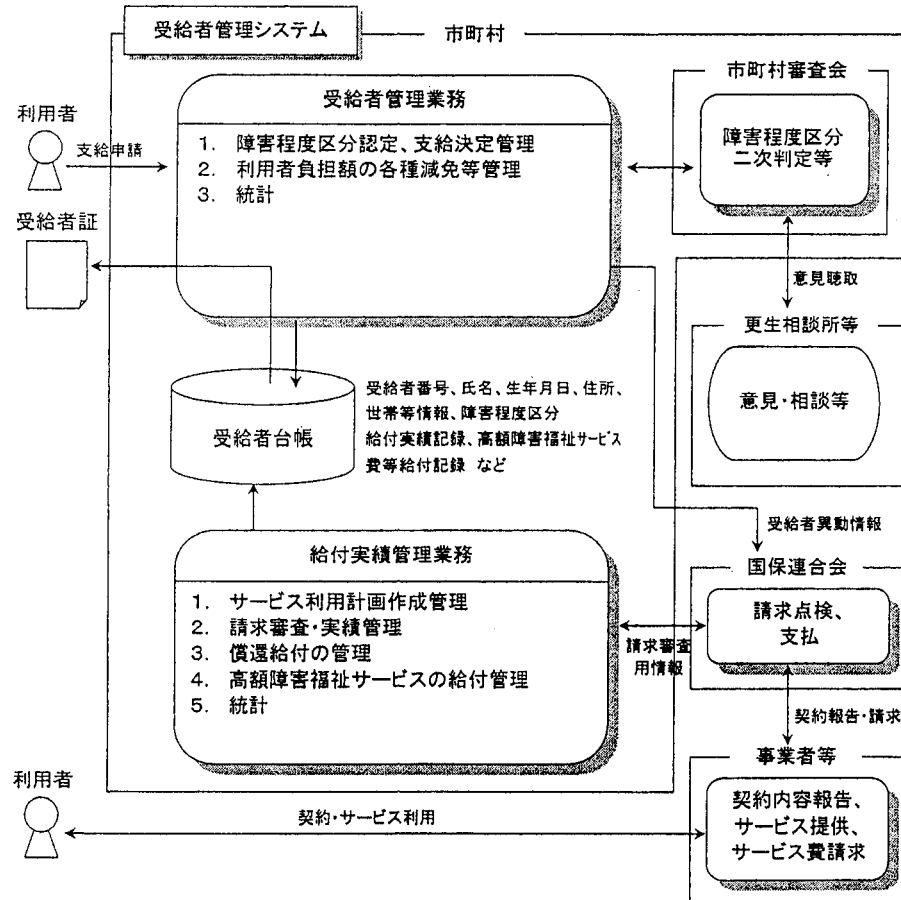 受給者管理システム
市町村
市町村審査会
受給者管理業務
利用者
支給申請
1. 障害程度区分認定、支給決定管理
2. 利用者負担額の各種減免等管理
3. 統計
障害程度区分
二次判定等
受給者証
意見聴取
更生相談所等
意見・相談等
受給者台帳
受給者番号、氏名、生年月日、住所、
世帯等情報、障害程度区分
給付実績記録、高額障害福祉サービス
費等給付記録 など
受給者異動情報
給付実績管理業務
国保連合会
1. サービス利用計画作成管理
2. 請求審査・実績管理
3. 償還給付の管理
4. 高額障害福祉サービスの給付管理
5. 統計
請求点検、
支払
請求審査
用情報
契約報告・請求
事業者等
利用者
契約・サービス利用
契約内容報告、
サービス提供、
サービス費請求